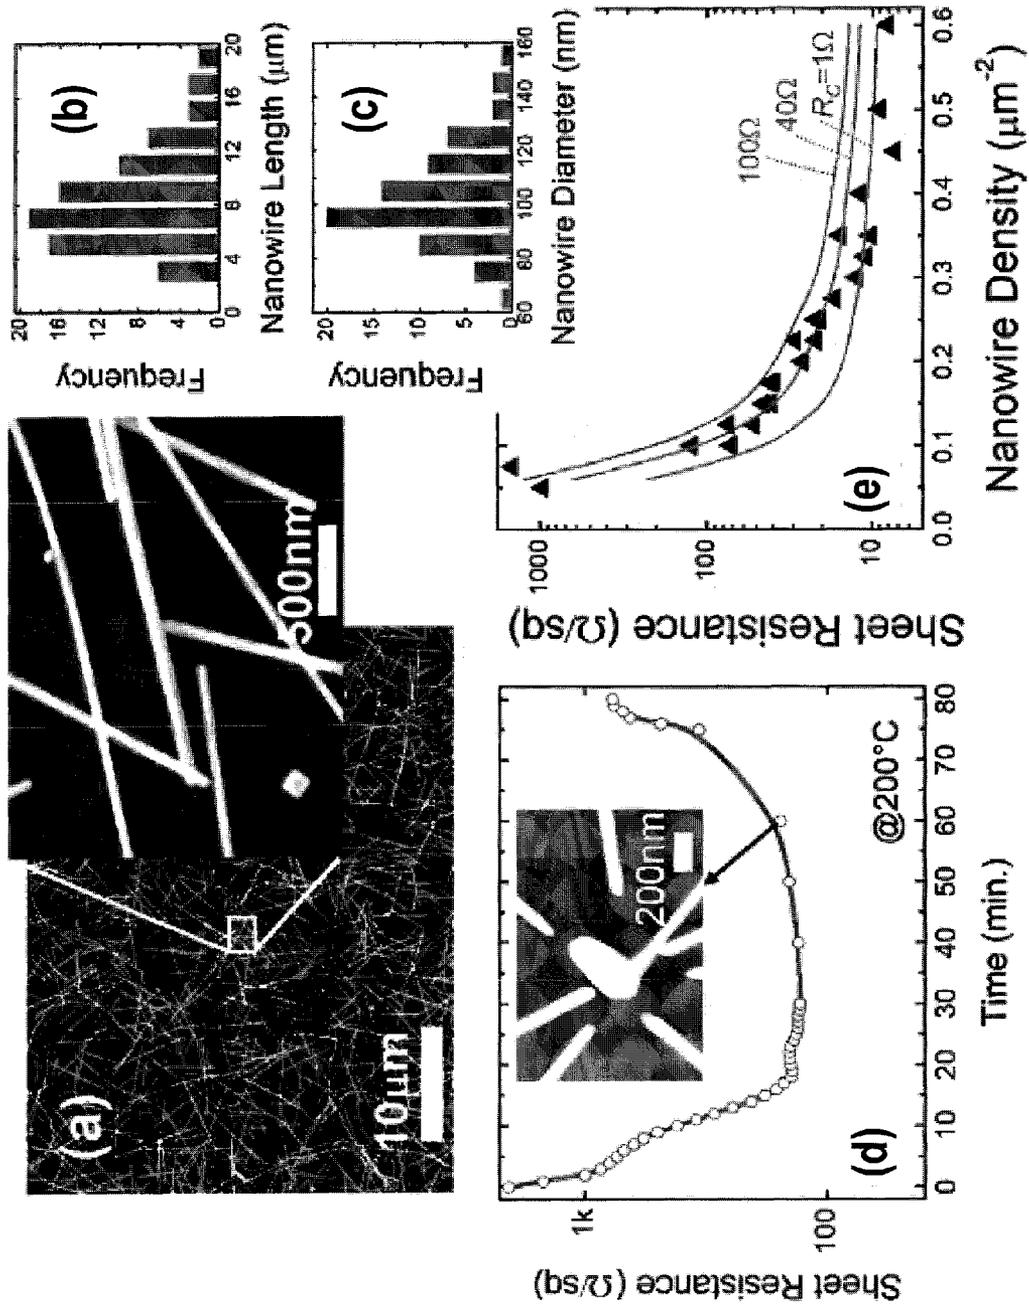 (a)
10μm
500nm
(b)
Frequency
20
16
12
8
4
0
0 4 8 12 16 20
Nanowire Length (μm)
(c)
Frequency
20
15
10
5
0
60 80 100 120 140 160
Nanowire Diameter (nm)
(d)
Sheet Resistance (Ω/sq)
1k
100
200nm
@200°C
0 10 20 30 40 50 60 70 80
Time (min.)
(e)
Sheet Resistance (Ω/sq)
1000
100
10
100Ω
40Ω
R_C=1Ω
0.0 0.1 0.2 0.3 0.4 0.5 0.6
Nanowire Density (μm⁻²)